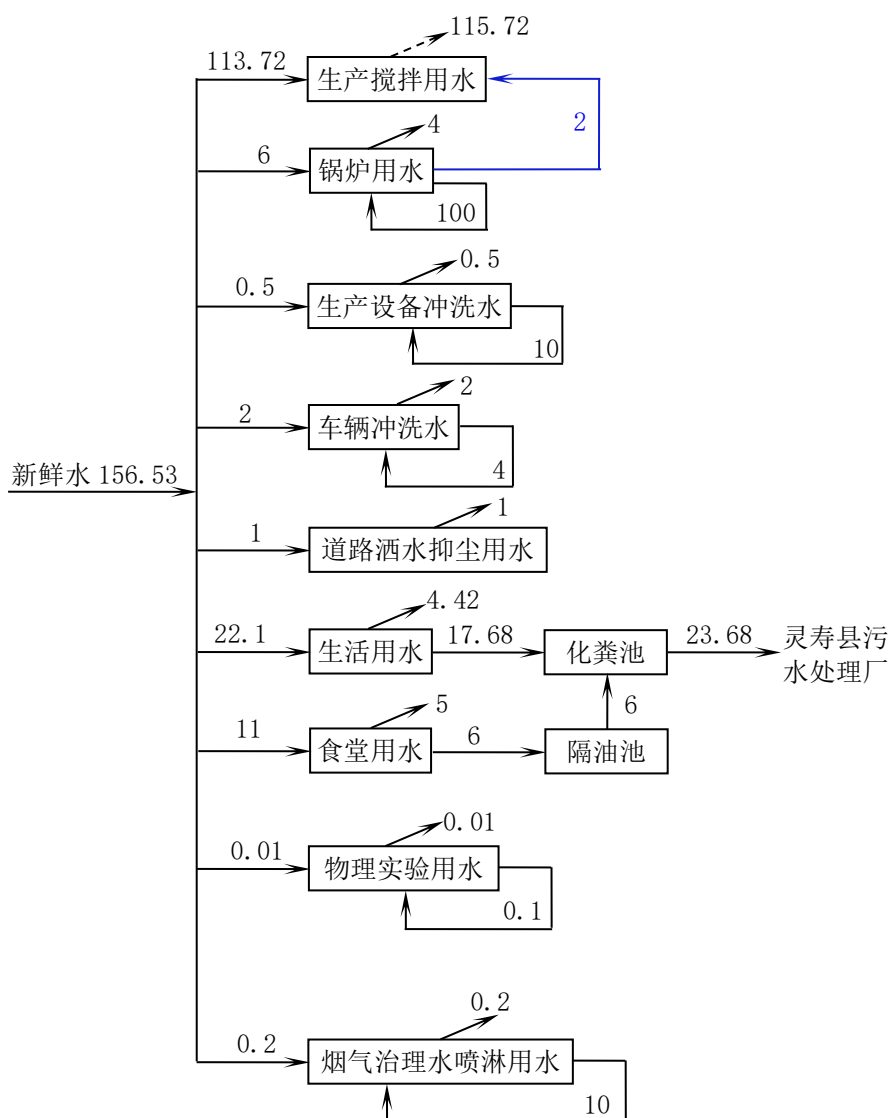 115.72
113.72
生产搅拌用水
2
4
6
锅炉用水
100
0.5
0.5
生产设备冲洗水
10
2
2
车辆冲洗水
4
新鲜水 156.53
1
1
道路洒水抑尘用水
4.42
22.1
生活用水
17.68
化粪池
23.68
灵寿县污
水处理厂
5
6
11
食堂用水
6
隔油池
0.01
0.01
物理实验用水
0.1
0.2
0.2
烟气治理水喷淋用水
10